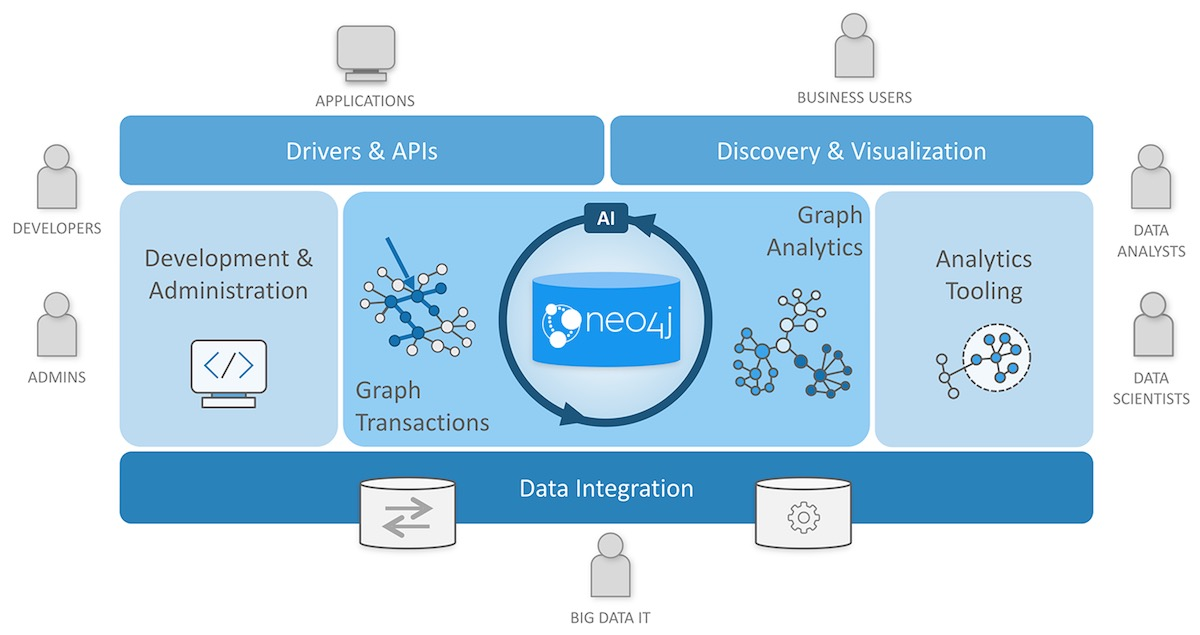 APPLICATIONS
BUSINESS USERS
Drivers & APIs
Discovery & Visualization
DEVELOPERS
ADMINS
Development &
Administration
</>
Graph
Transactions
AI
neo4j
Graph
Analytics
Analytics
Tooling
DATA
ANALYSTS
DATA
SCIENTISTS
Data Integration
BIG DATA IT